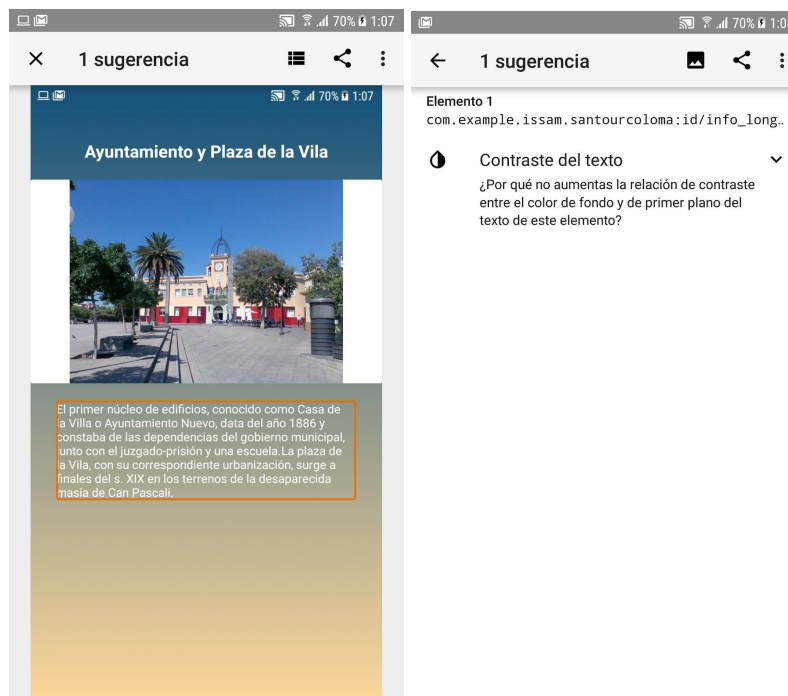 70% 1:07
1 sugerencia
70% 1:07
Ayuntamiento y Plaza de la Vila
El primer núcleo de edificios, conocido como Casa de
la Villa o Ayuntamiento Nuevo, data del año 1886 y
constaba de las dependencias del gobierno municipal,
junto con el juzgado-prisión y una escuela.La plaza de
la Vila, con su correspondiente urbanización, surge a
finales del s. XIX en los terrenos de la desaparecida
masía de Can Pascali.
70% 1:0
1 sugerencia
Elemento 1
com.example.issam.santourcoloma:id/info_long..
Contraste del texto
¿Por qué no aumentas la relación de contraste
entre el color de fondo y de primer plano del
texto de este elemento?